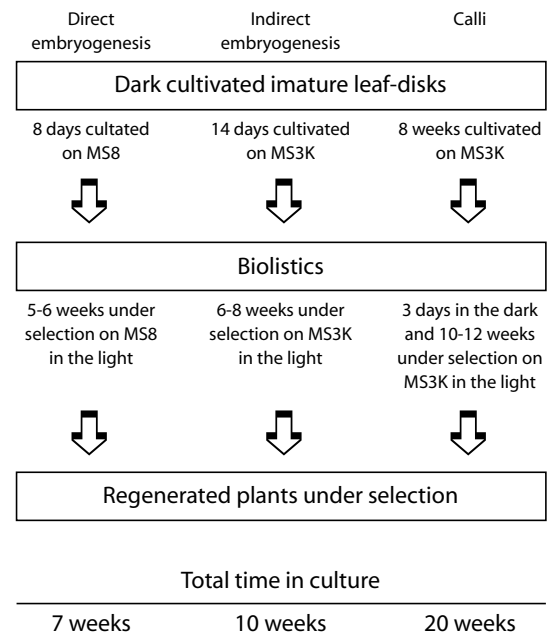 Direct embryogenesis Indirect embryogenesis Calli
Dark cultivated imature leaf-disks
8 days cultated
on MS8
14 days cultivated
on MS3K
8 weeks cultivated
on MS3K
Biolistics
5-6 weeks under
selection on MS8
in the light
6-8 weeks under
selection on MS3K
in the light
3 days in the dark
and 10-12 weeks
under selection on
MS3K in the light
Regenerated plants under selection
Total time in culture
7 weeks 10 weeks 20 weeks